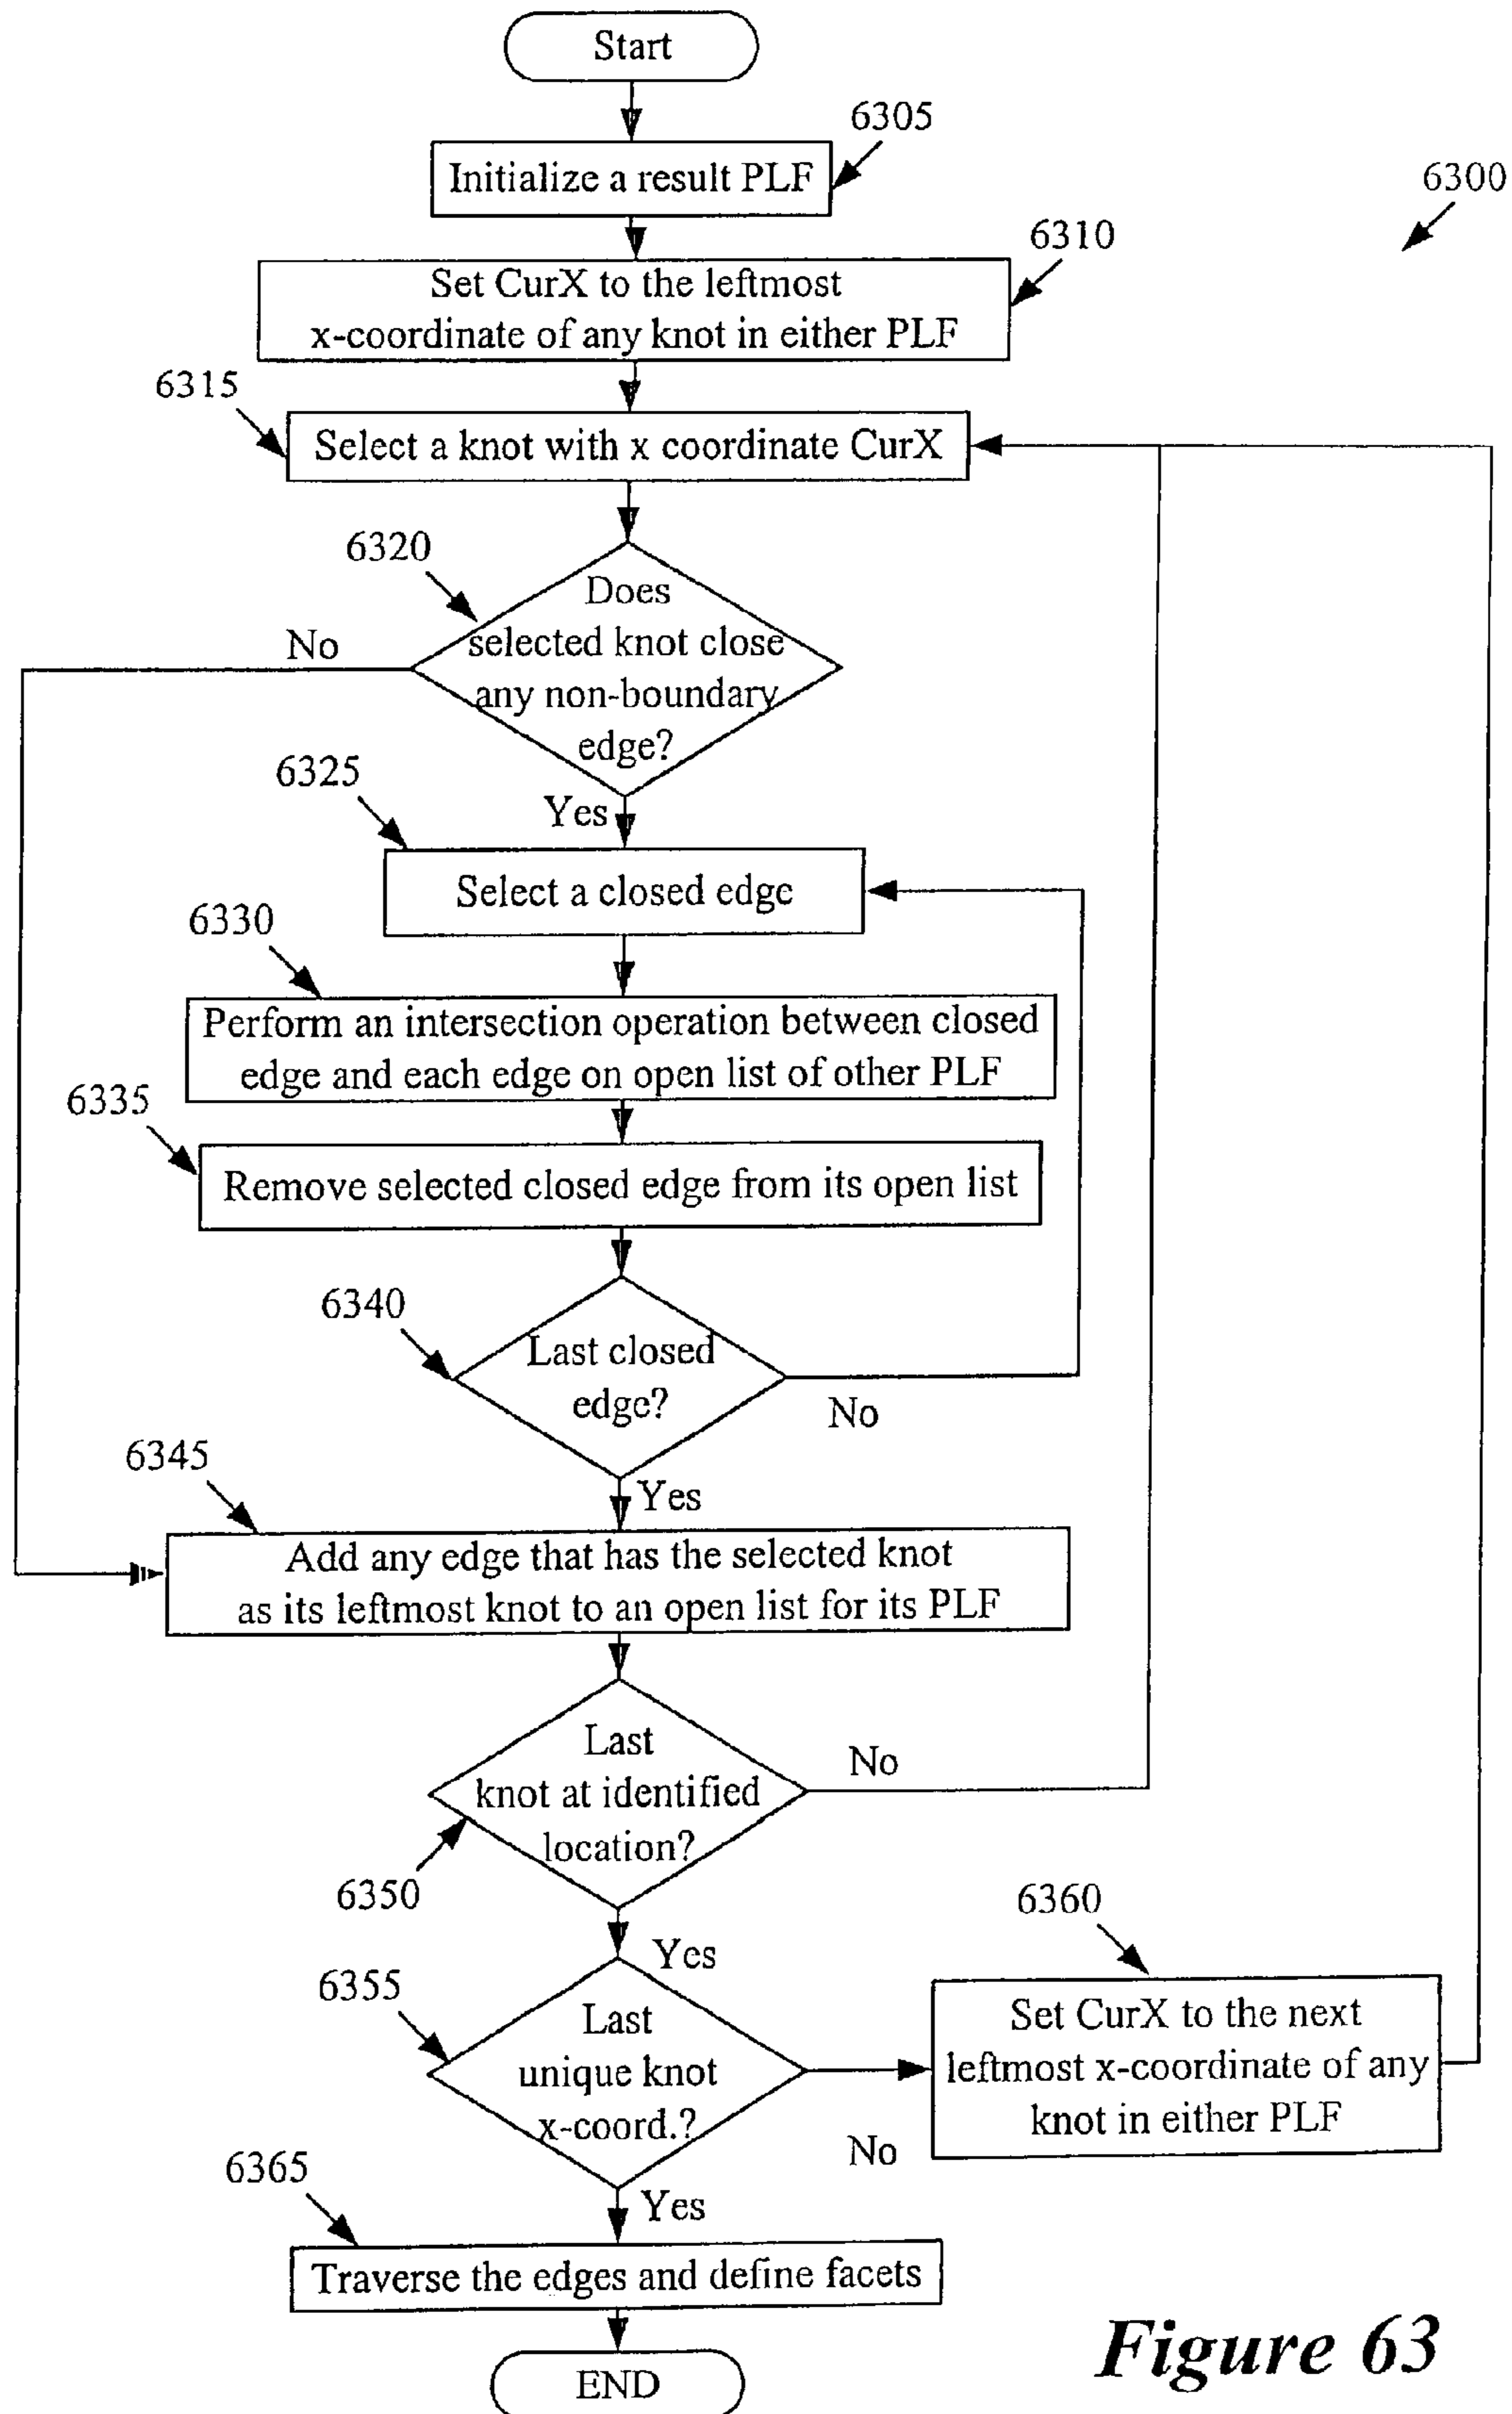 Start
6305
Initialize a result PLF
6300
6310
Set CurX to the leftmost
x-coordinate of any knot in either PLF
6315
Select a knot with x coordinate CurX
6320
Does
selected knot close
any non-boundary
edge?
No
6325
Yes
Select a closed edge
6330
Perform an intersection operation between closed
edge and each edge on open list of other PLF
6335
Remove selected closed edge from its open list
6340
Last closed
edge?
No
6345
Yes
Add any edge that has the selected knot
as its leftmost knot to an open list for its PLF
Last
knot at identified
location?
No
6350
6360
Yes
6355
Last
unique knot
x-coord.?
Set CurX to the next
leftmost x-coordinate of any
knot in either PLF
No
6365
Yes
Traverse the edges and define facets
END
Figure 63